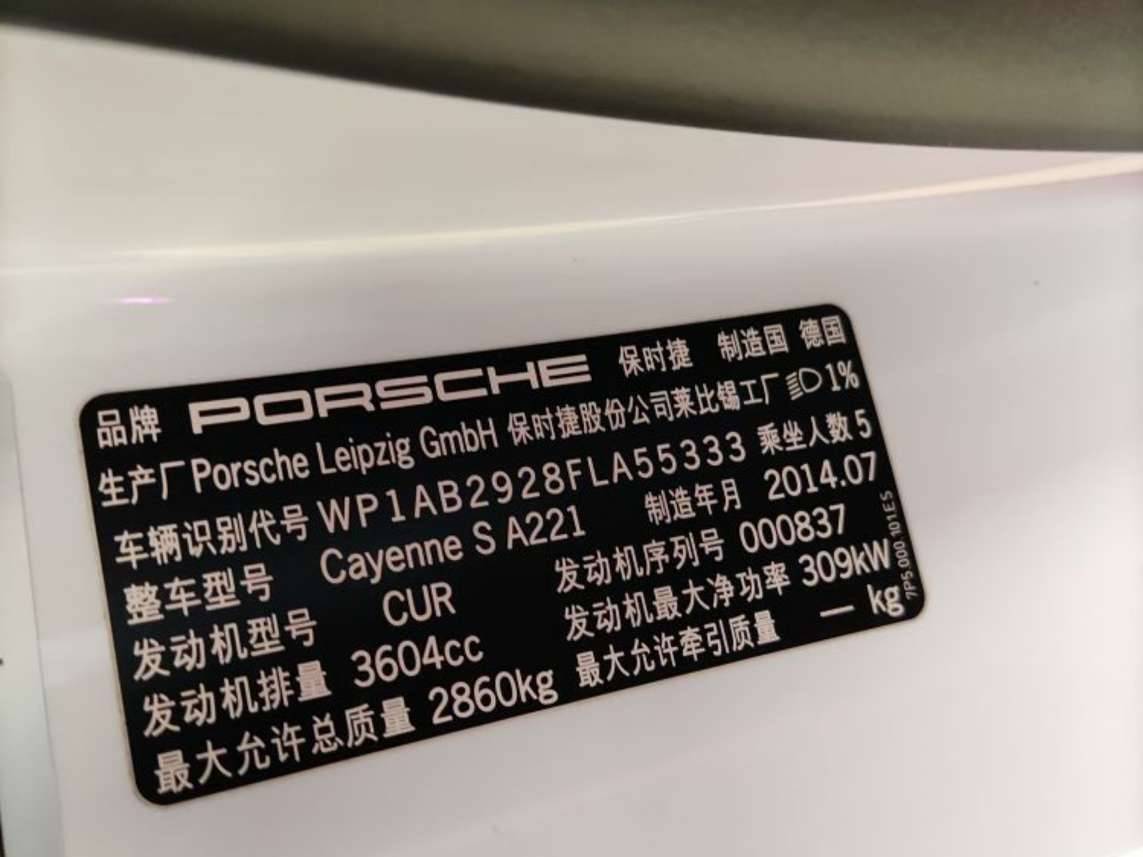 品牌 PORSCHE 保时捷 制造国 德国
生产厂 Porsche Leipzig GmbH 保时捷股份公司莱比锡工厂 1%
车辆识别代号 WP1AB2928FLA55333 乘坐人数 5
整车型号 Cayenne S A221 制造年月 2014.07
发动机型号 CUR 发动机序列号 000837
发动机排量 3604cc 发动机最大净功率 309kW
最大允许总质量 2860kg 最大允许牵引质量 — kg
7P5.000.101.ES